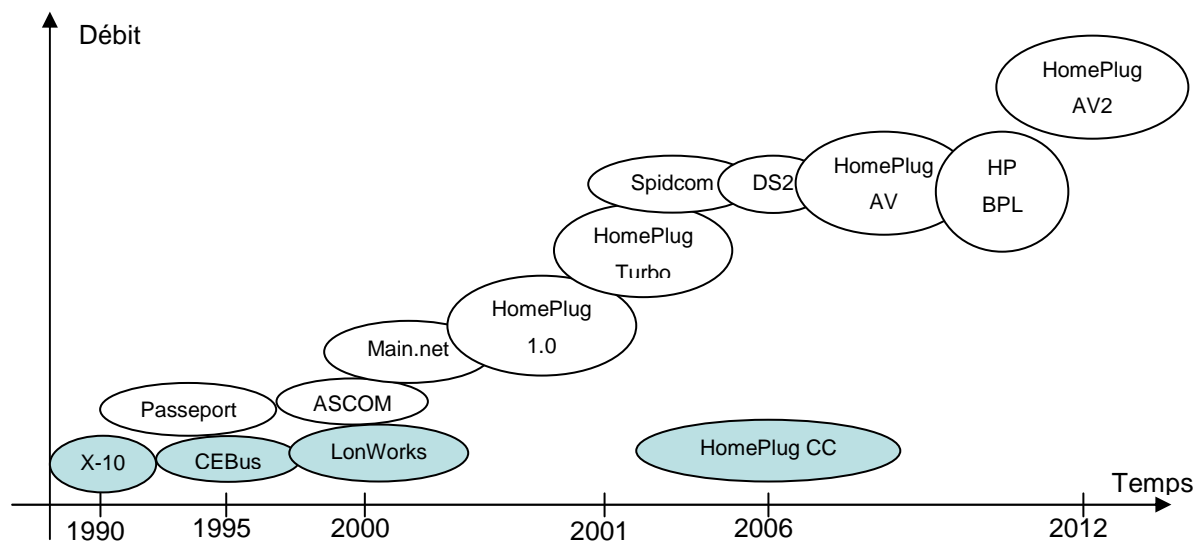 Débit
HomePlug
AV2
HomePlug
AV
HP
BPL
Spidcom
DS2
HomePlug
Turbo
HomePlug
1.0
Main.net
Passeport
ASCOM
X-10
CEBus
LonWorks
HomePlug CC
Temps
1990
1995
2000
2001
2006
2012